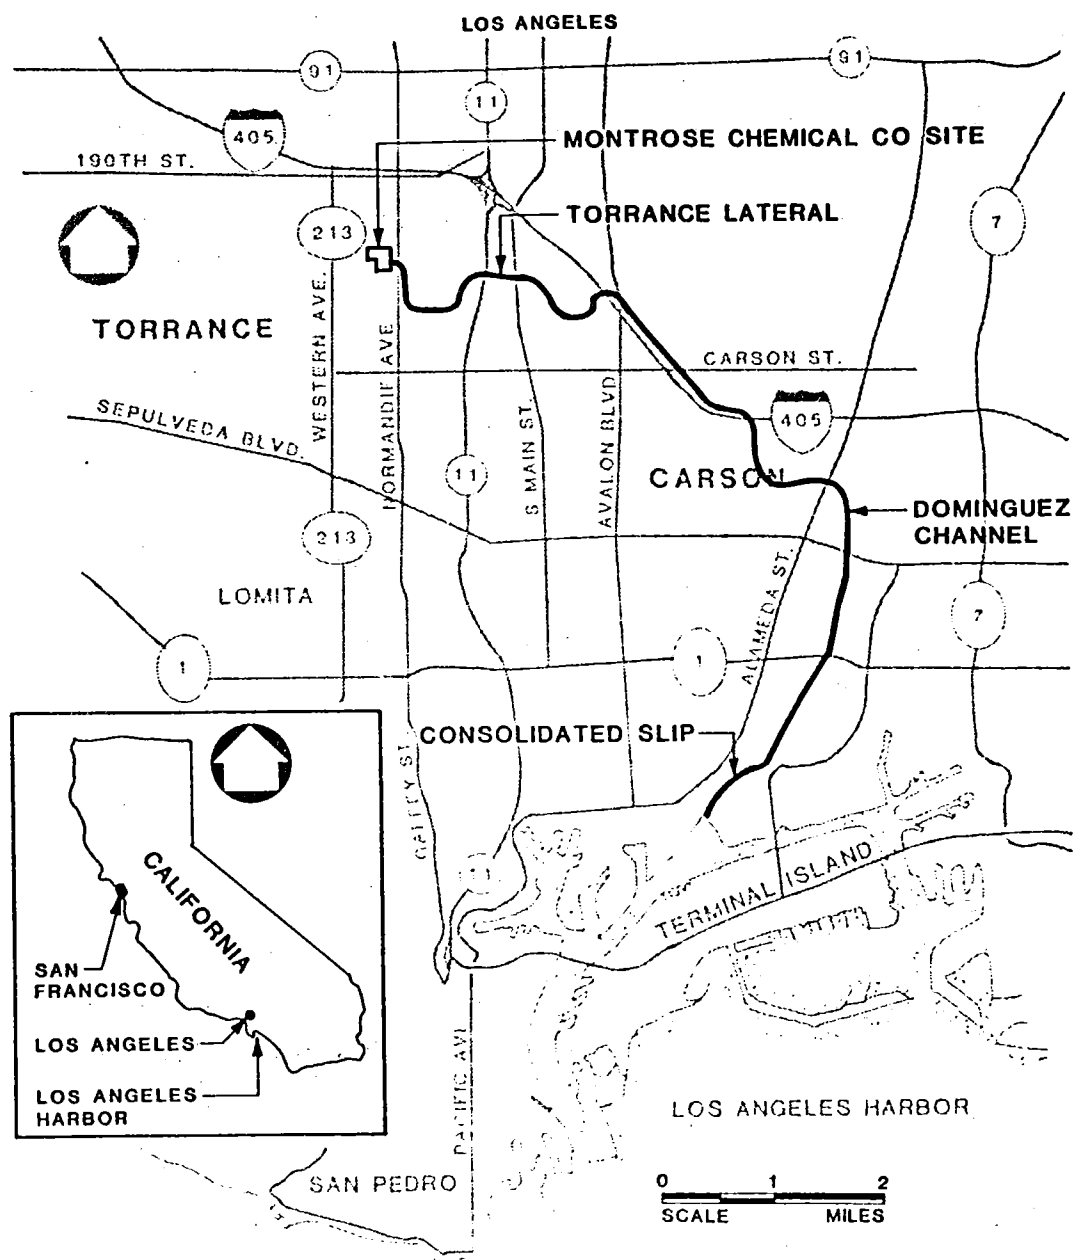 LOS ANGELES
91
91
11
405
MONTROSE CHEMICAL CO SITE
190TH ST.
TORRANCE LATERAL
213
7
TORRANCE
WESTERN AVE.
NORMANDIE AVE
CARSON ST.
SEPULVEDA BLVD.
S MAIN ST.
AVALON BLVD
405
11
CARSON
DOMINGUEZ
CHANNEL
213
ALAMEDA ST.
LOMITA
7
1
1
CONSOLIDATED SLIP
GAFFEY ST.
11
TERMINAL ISLAND
CALIFORNIA
SAN
FRANCISCO
LOS ANGELES
LOS ANGELES
HARBOR
PACIFIC AVE
LOS ANGELES HARBOR
SAN PEDRO
0 1 2
SCALE MILES